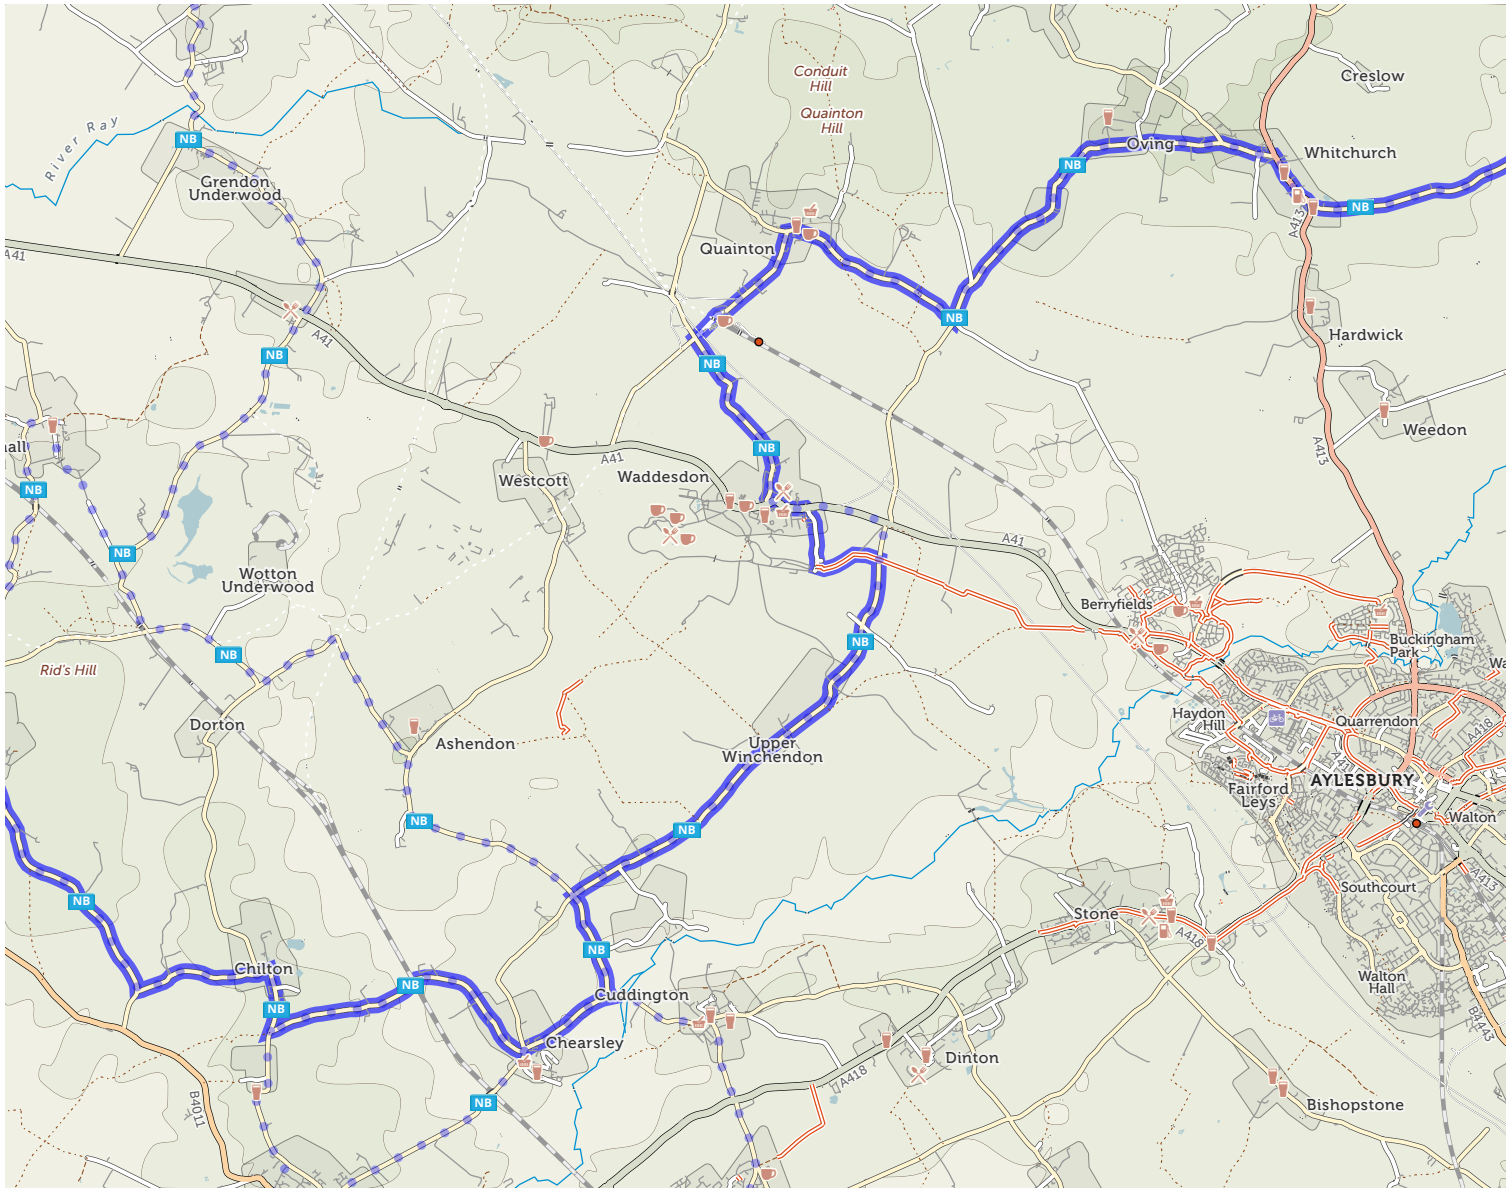 Conduit
Hill
Creslow
Quainton
Hill
River Ray
NB
Oving
Whitchurch
NB
Grendon
Underwood
NB
A413
Quainton
A41
NB
Hardwick
A41
NB
NB
Weedon
A413
NB
A41
Waddesdon
Westcott
NB
A41
NB
Wotton
Underwood
Berryfields
NB
Buckingham
Park
NB
Rid's Hill
Haydon
Hill
Quarrendon
Dorton
A418
Ashendon
Upper
Winchendon
AYLESBURY
Fairford
Leys
Walton
NB
NB
A413
Southcourt
NB
Stone
A418
NB
Chilton
Walton
Hall
NB
Cuddington
NB
B4443
Chearsley
Dinton
A418
NB
B4011
Bishopstone